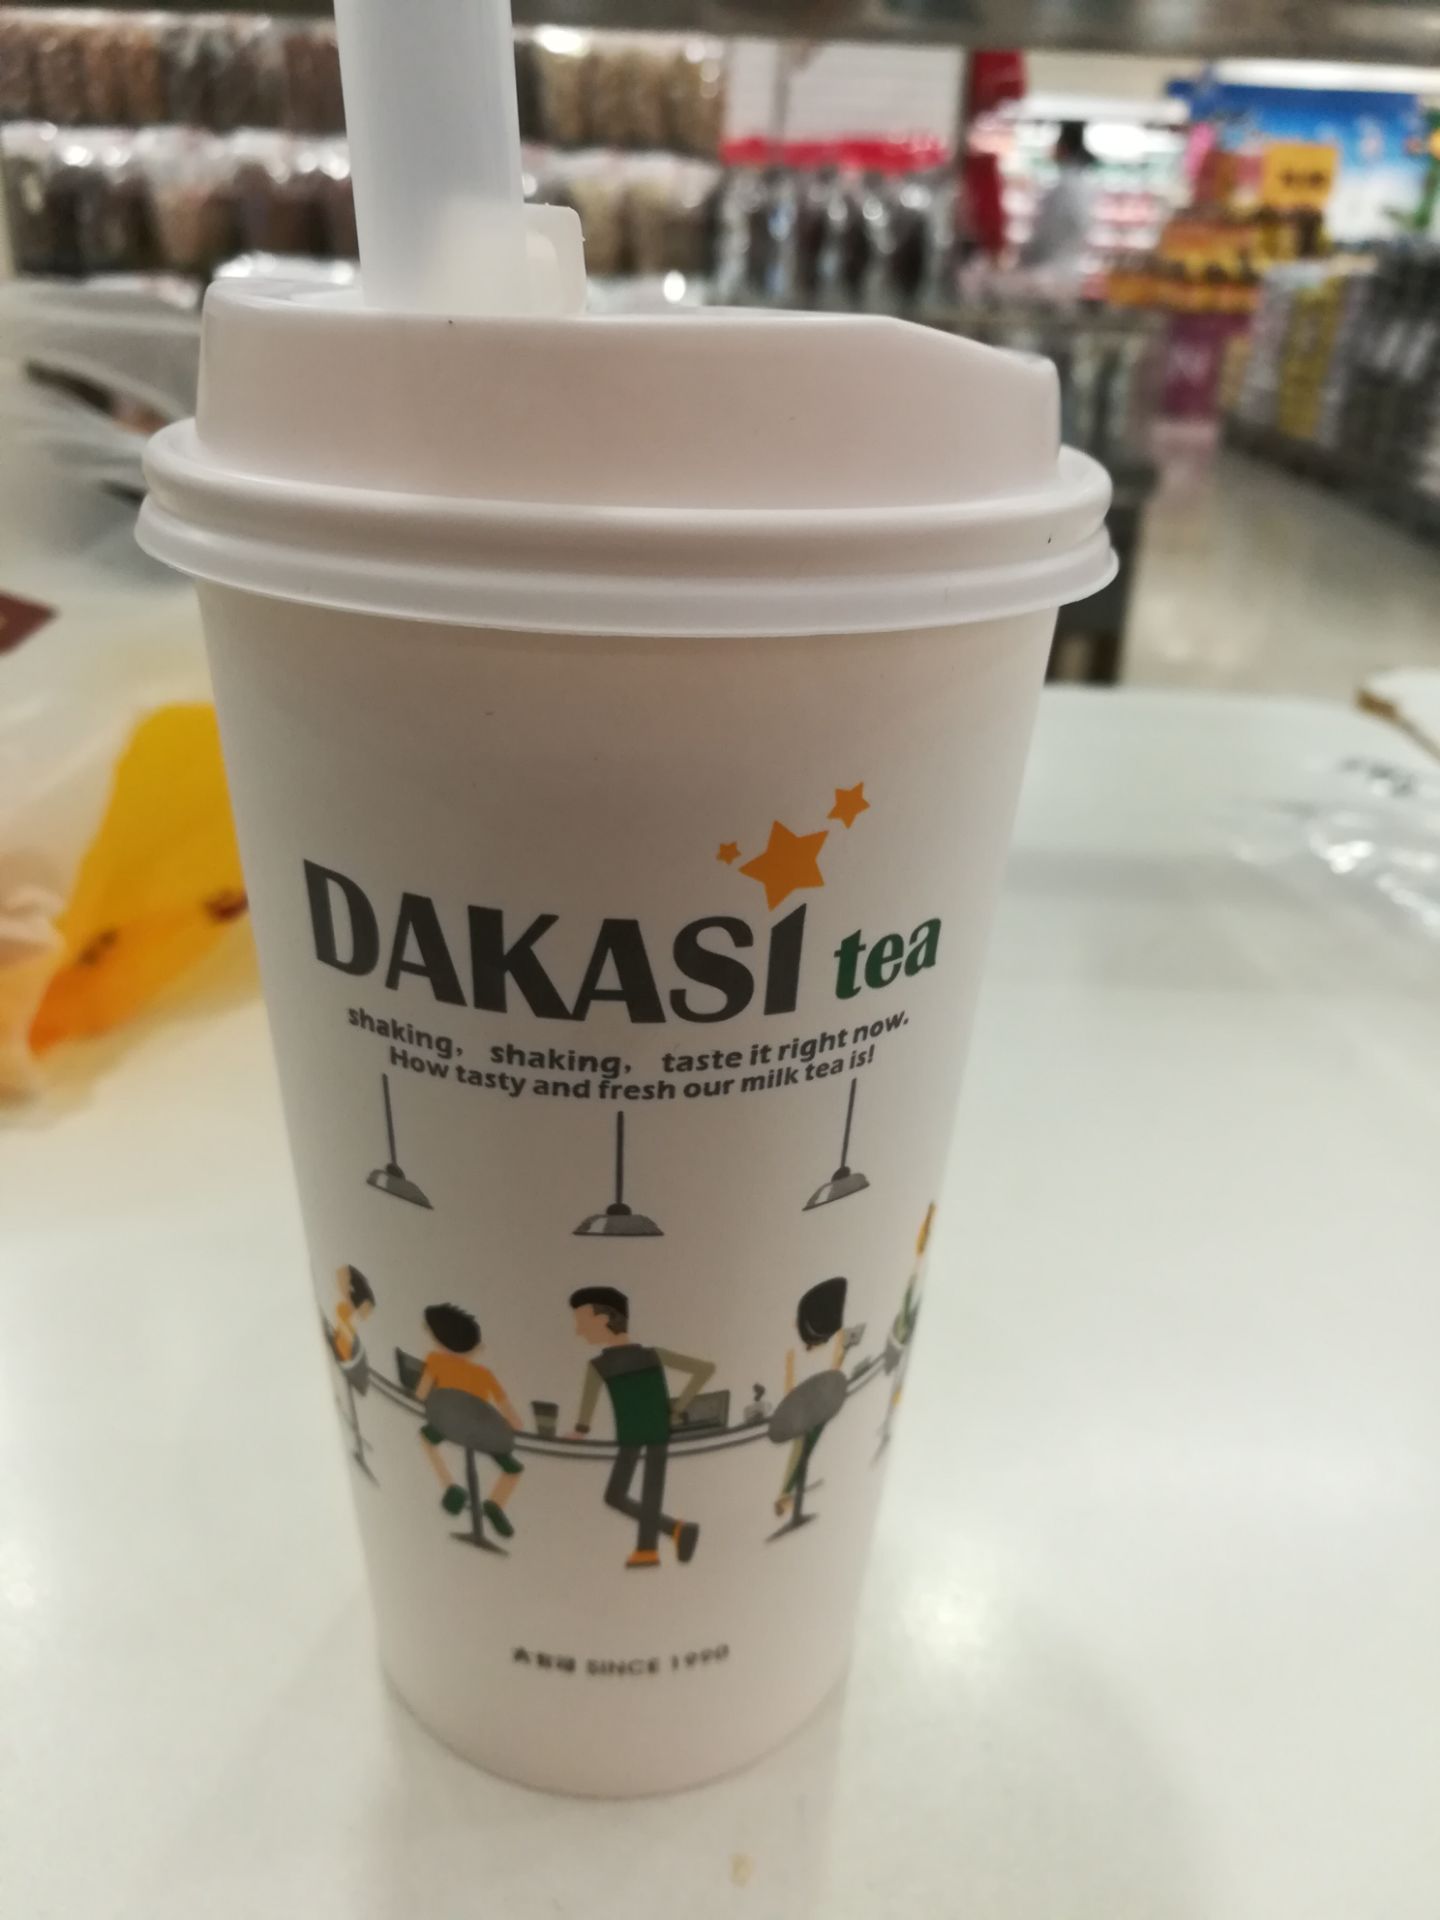 DAKASI tea
shaking, shaking, taste it right now.
How tasty and fresh our milk tea is!
SINCE 1990